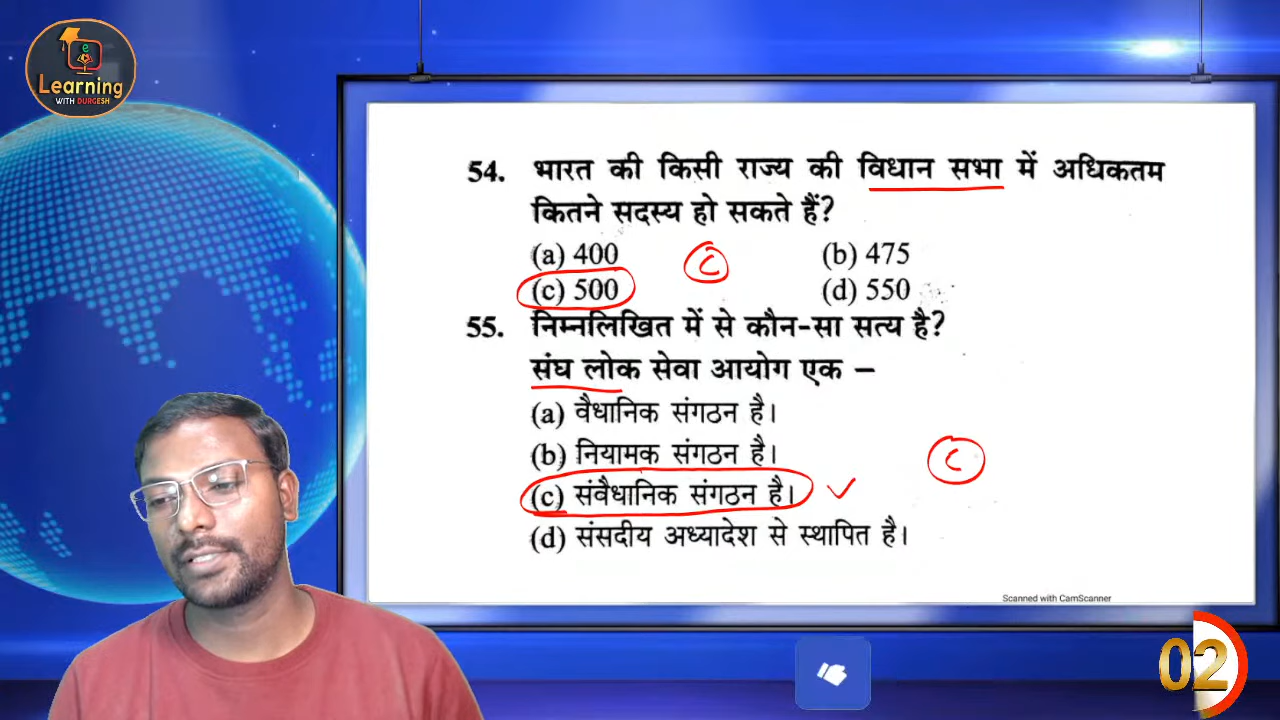 e
Learning
WITH DURGESH
54. भारत की किसी राज्य की विधान सभा में अधिकतम
कितने सदस्य हो सकते हैं?
(a) 400 (b) 475
C
(c) 500 (d) 550
55. निम्नलिखित में से कौन-सा सत्य है?
संघ लोक सेवा आयोग एक –
(a) वैधानिक संगठन है।
(b) नियामक संगठन है।
C
(c) संवैधानिक संगठन है।
(d) संसदीय अध्यादेश से स्थापित है।
Scanned with CamScanner
02